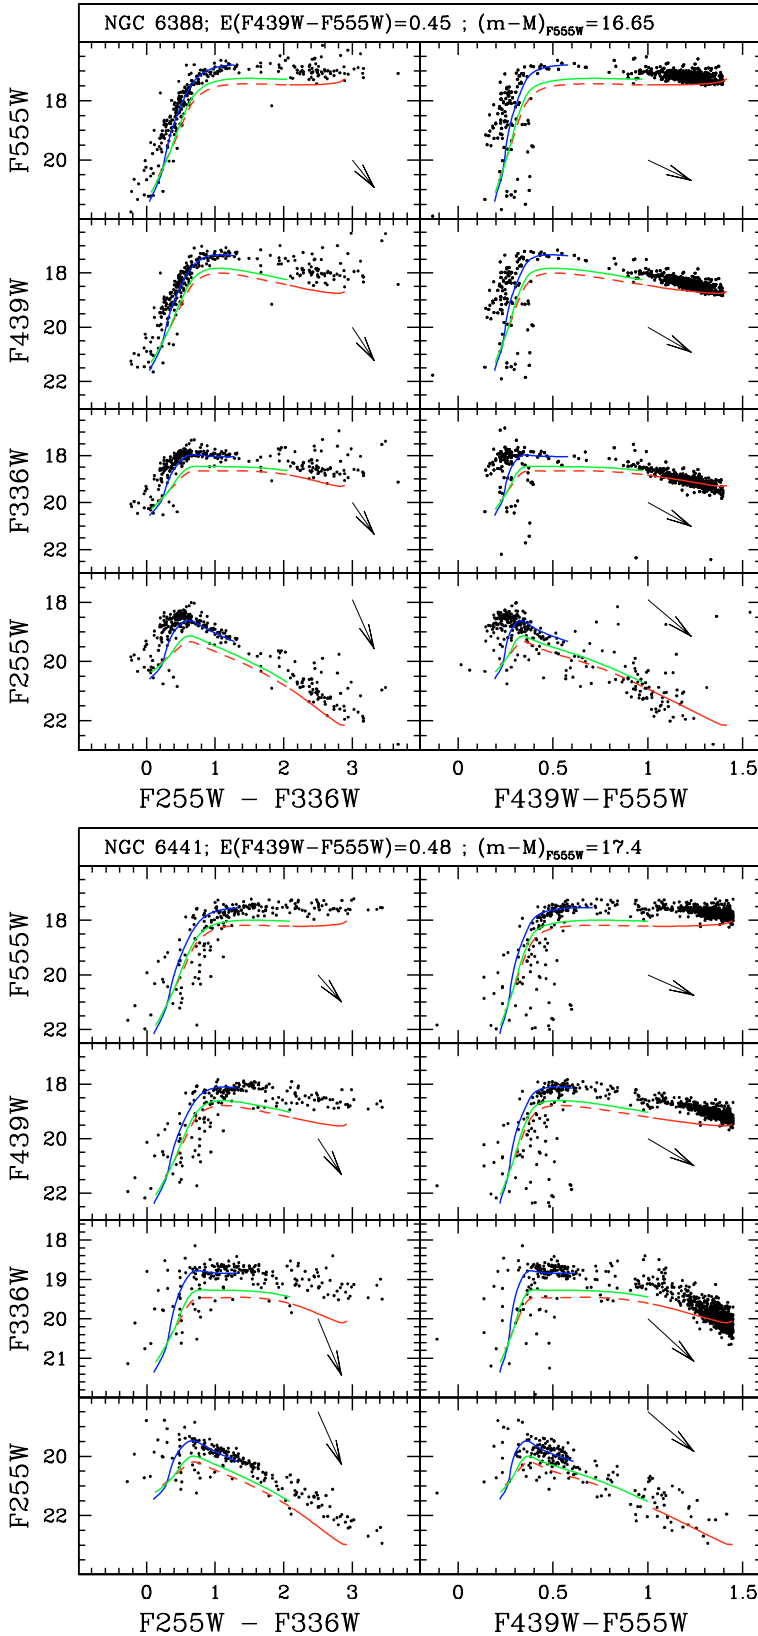 NGC 6388; E(F439W−F555W)=0.45 ; (m−M)F555W=16.65
F555W
18
20
F439W
18
20
22
F336W
18
20
22
F255W
18
20
22
0 1 2 3
0 0.5 1 1.5
F255W − F336W
F439W−F555W
NGC 6441; E(F439W−F555W)=0.48 ; (m−M)F555W=17.4
F555W
18
20
22
F439W
18
20
22
F336W
18
19
20
21
F255W
20
22
0 1 2 3
0 0.5 1 1.5
F255W − F336W
F439W−F555W